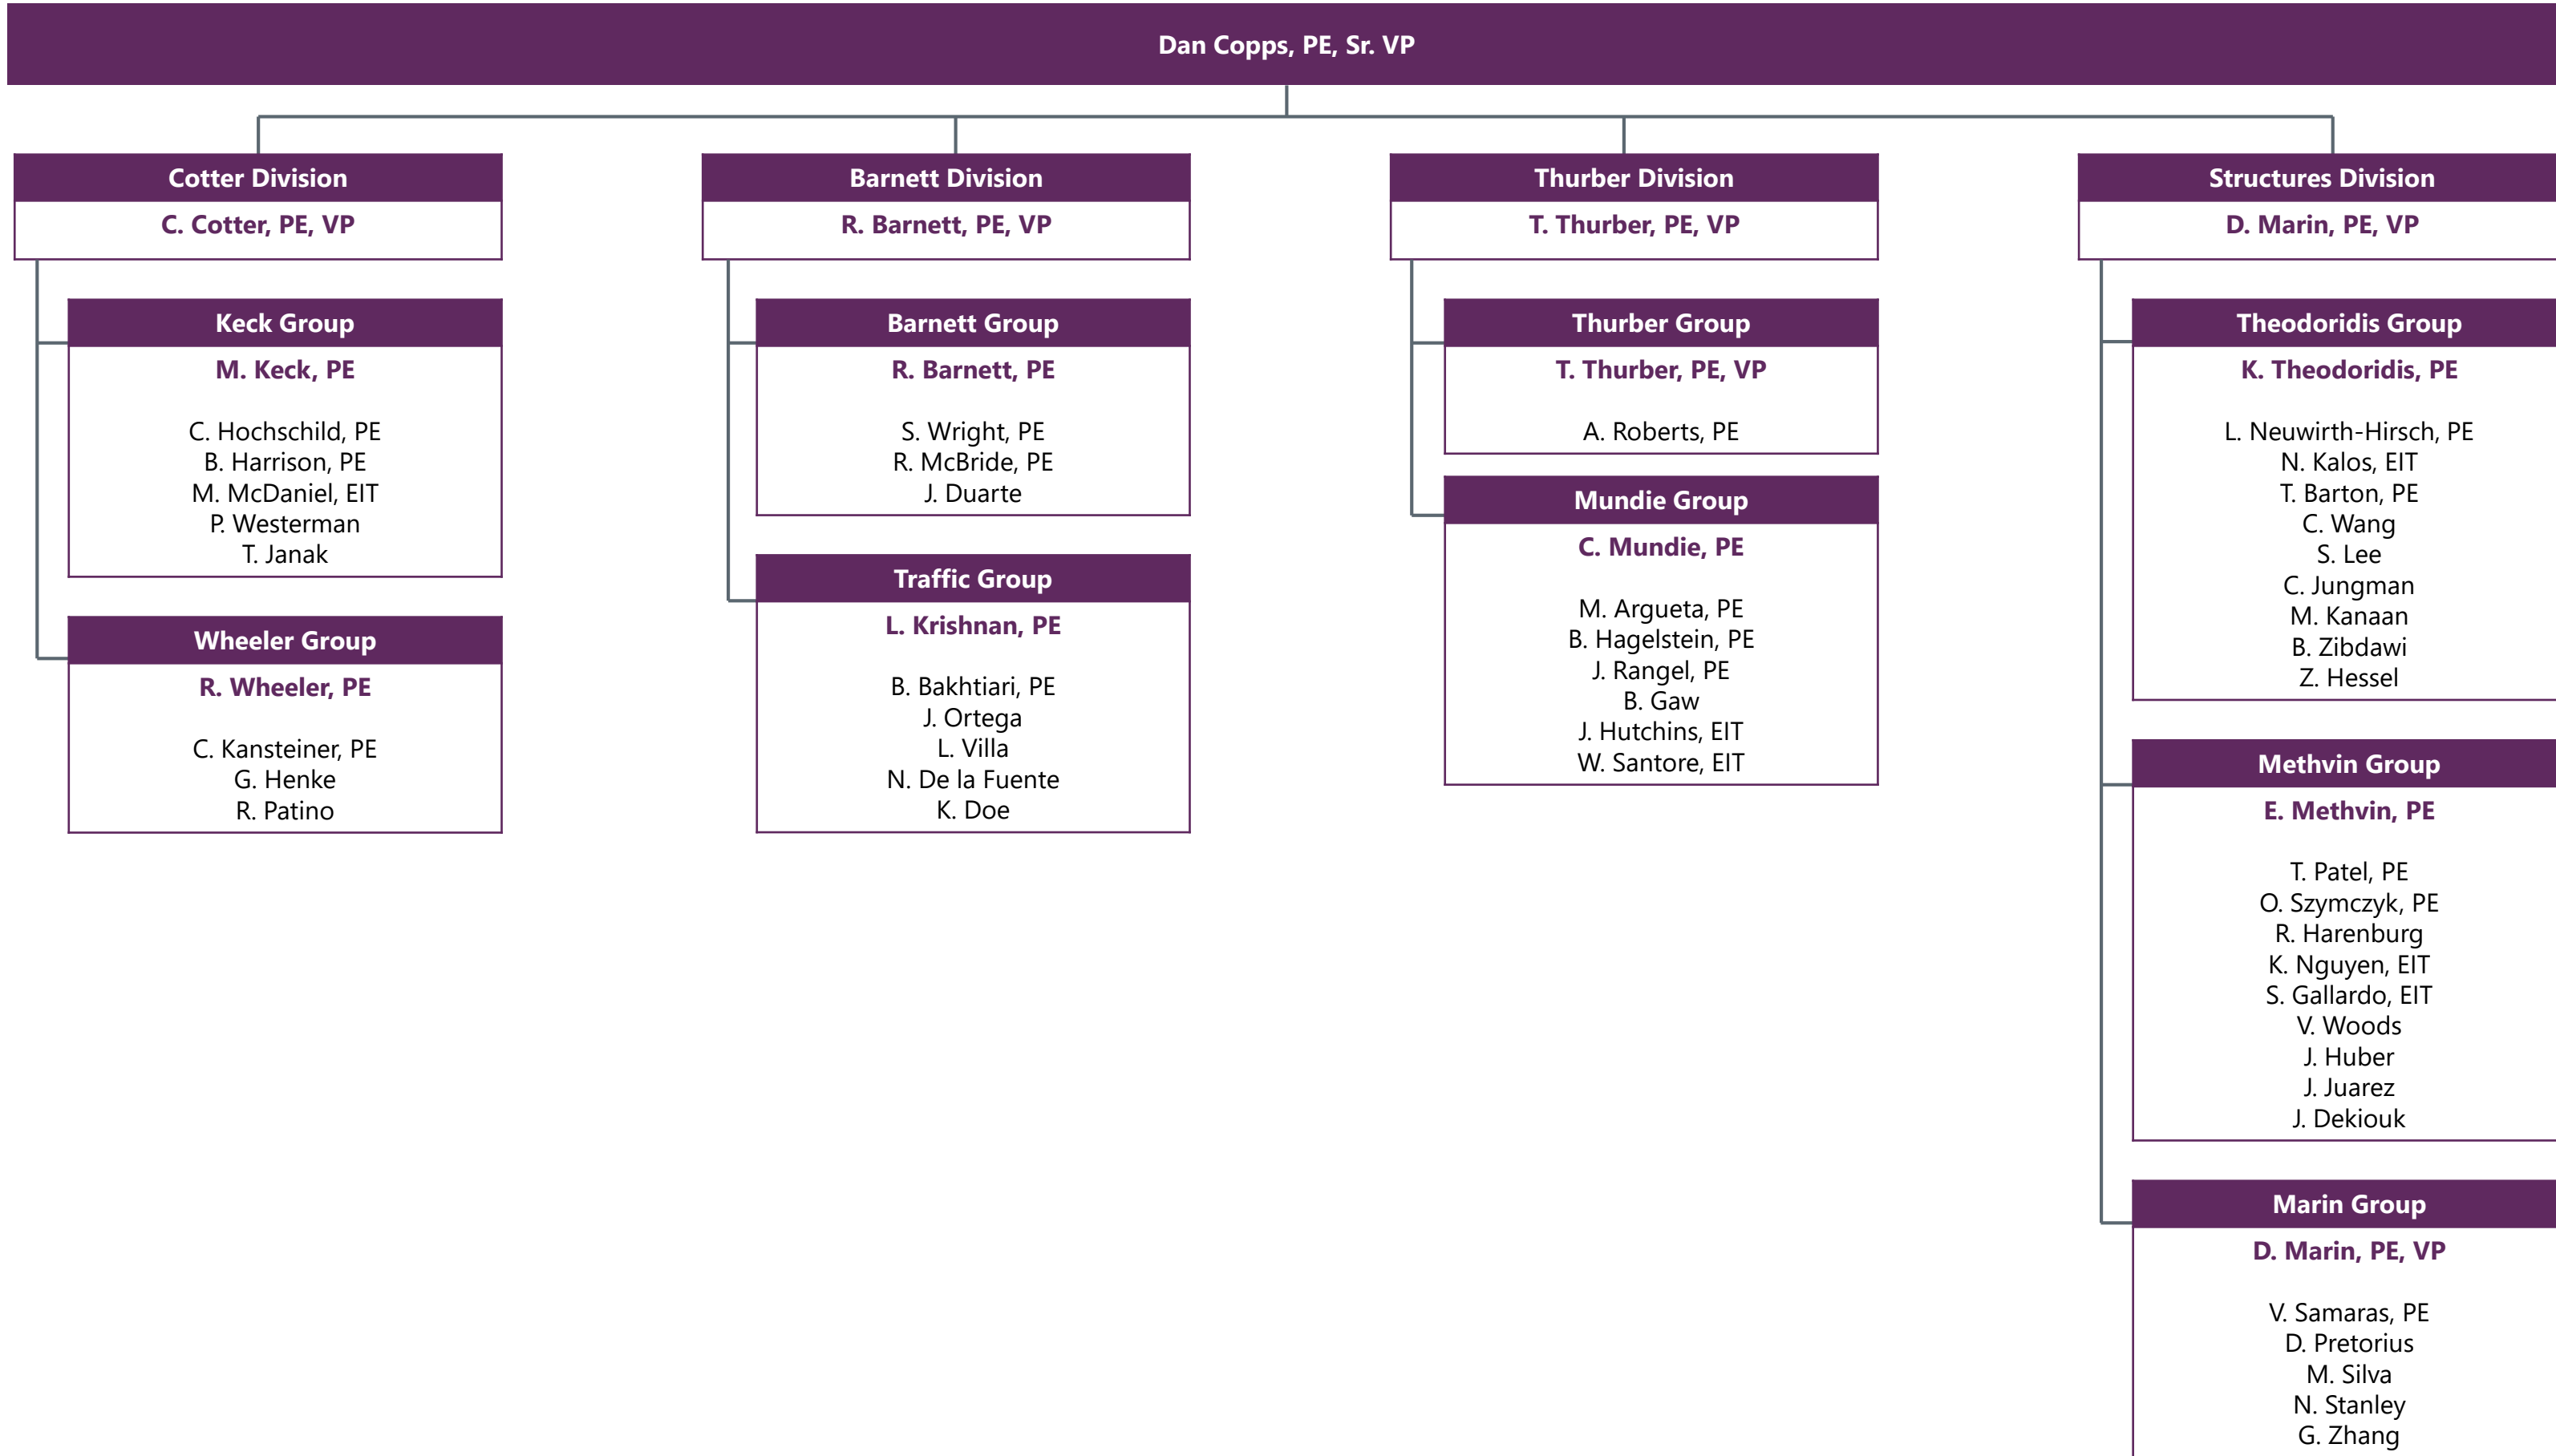 Dan Copps, PE, Sr. VP
Cotter Division
C. Cotter, PE, VP
Keck Group
M. Keck, PE
C. Hochschild, PE
B. Harrison, PE
M. McDaniel, EIT
P. Westerman
T. Janak
Wheeler Group
R. Wheeler, PE
C. Kansteiner, PE
G. Henke
R. Patino
Barnett Division
R. Barnett, PE, VP
Barnett Group
R. Barnett, PE
S. Wright, PE
R. McBride, PE
J. Duarte
Traffic Group
L. Krishnan, PE
B. Bakhtiari, PE
J. Ortega
L. Villa
N. De la Fuente
K. Doe
Thurber Division
T. Thurber, PE, VP
Thurber Group
T. Thurber, PE, VP
A. Roberts, PE
Mundie Group
C. Mundie, PE
M. Argueta, PE
B. Hagelstein, PE
J. Rangel, PE
B. Gaw
J. Hutchins, EIT
W. Santore, EIT
Structures Division
D. Marin, PE, VP
Theodoridis Group
K. Theodoridis, PE
L. Neuwirth-Hirsch, PE
N. Kalos, EIT
T. Barton, PE
C. Wang
S. Lee
C. Jungman
M. Kanaan
B. Zibdawi
Z. Hessel
Methvin Group
E. Methvin, PE
T. Patel, PE
O. Szymczyk, PE
R. Harenburg
K. Nguyen, EIT
S. Gallardo, EIT
V. Woods
J. Huber
J. Juarez
J. Dekiouk
Marin Group
D. Marin, PE, VP
V. Samaras, PE
D. Pretorius
M. Silva
N. Stanley
G. Zhang